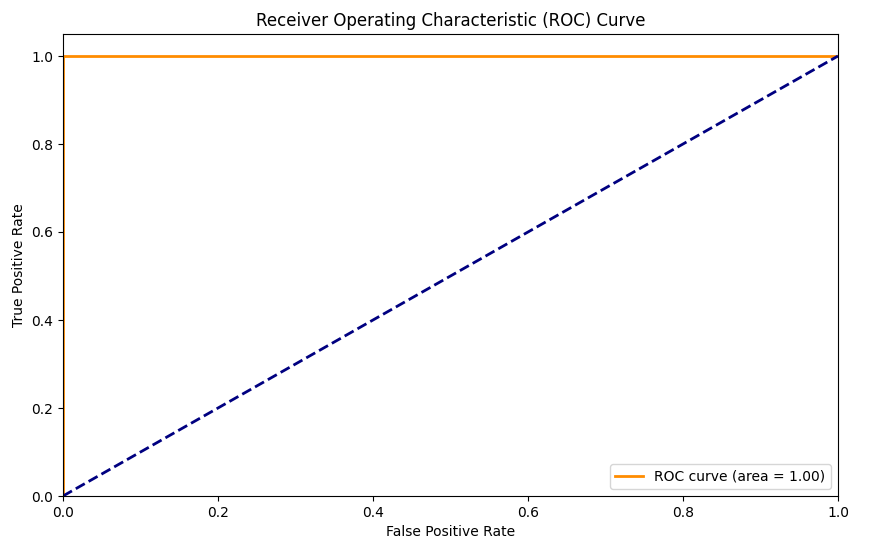 Receiver Operating Characteristic (ROC) Curve
1.0
0.8
0.6
0.4
0.2
0.0
True Positive Rate
ROC curve (area = 1.00)
0.0 0.2 0.4 0.6 0.8 1.0
False Positive Rate